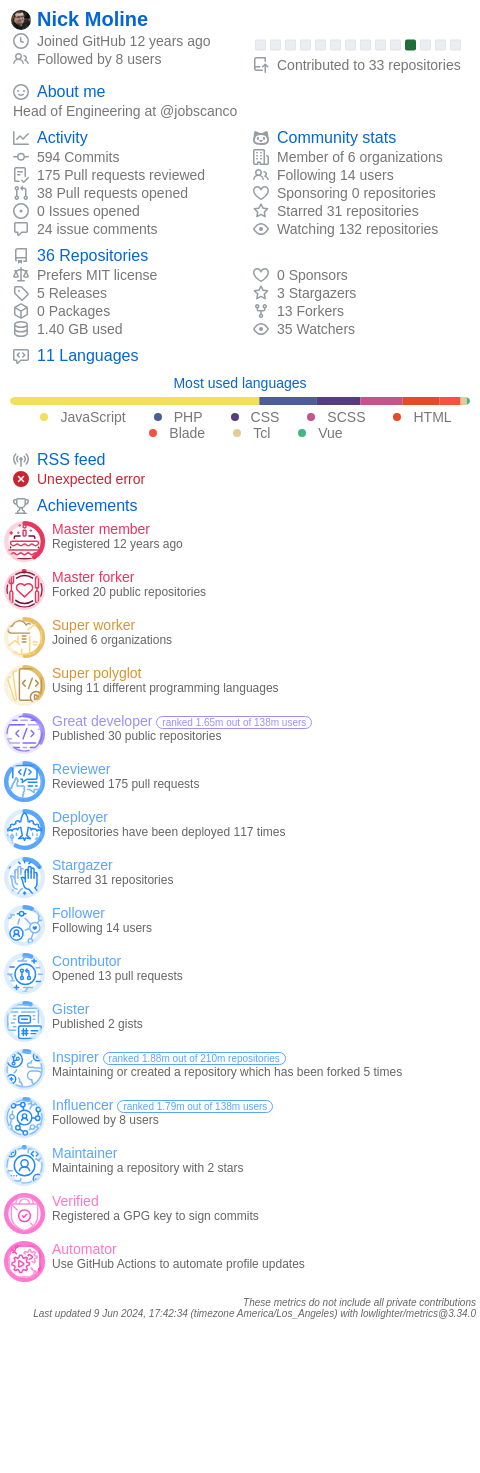 Nick Moline
Joined GitHub 12 years ago
Followed by 8 users
Contributed to 33 repositories
About me
Head of Engineering at @jobscanco
Activity
594 Commits
175 Pull requests reviewed
38 Pull requests opened
0 Issues opened
24 issue comments
Community stats
Member of 6 organizations
Following 14 users
Sponsoring 0 repositories
Starred 31 repositories
Watching 132 repositories
36 Repositories
Prefers MIT license
5 Releases
0 Packages
1.40 GB used
0 Sponsors
3 Stargazers
13 Forkers
35 Watchers
11 Languages
Most used languages
JavaScript PHP CSS SCSS HTML
Blade Tcl Vue
RSS feed
Unexpected error
Achievements
Master member
Registered 12 years ago
Master forker
Forked 20 public repositories
Super worker
Joined 6 organizations
Super polyglot
Using 11 different programming languages
Great developer ranked 1.65m out of 138m users
Published 30 public repositories
Reviewer
Reviewed 175 pull requests
Deployer
Repositories have been deployed 117 times
Stargazer
Starred 31 repositories
Follower
Following 14 users
Contributor
Opened 13 pull requests
Gister
Published 2 gists
Inspirer ranked 1.88m out of 210m repositories
Maintaining or created a repository which has been forked 5 times
Influencer ranked 1.79m out of 138m users
Followed by 8 users
Maintainer
Maintaining a repository with 2 stars
Verified
Registered a GPG key to sign commits
Automator
Use GitHub Actions to automate profile updates
These metrics do not include all private contributions
Last updated 9 Jun 2024, 17:42:34 (timezone America/Los_Angeles) with lowlighter/metrics@3.34.0